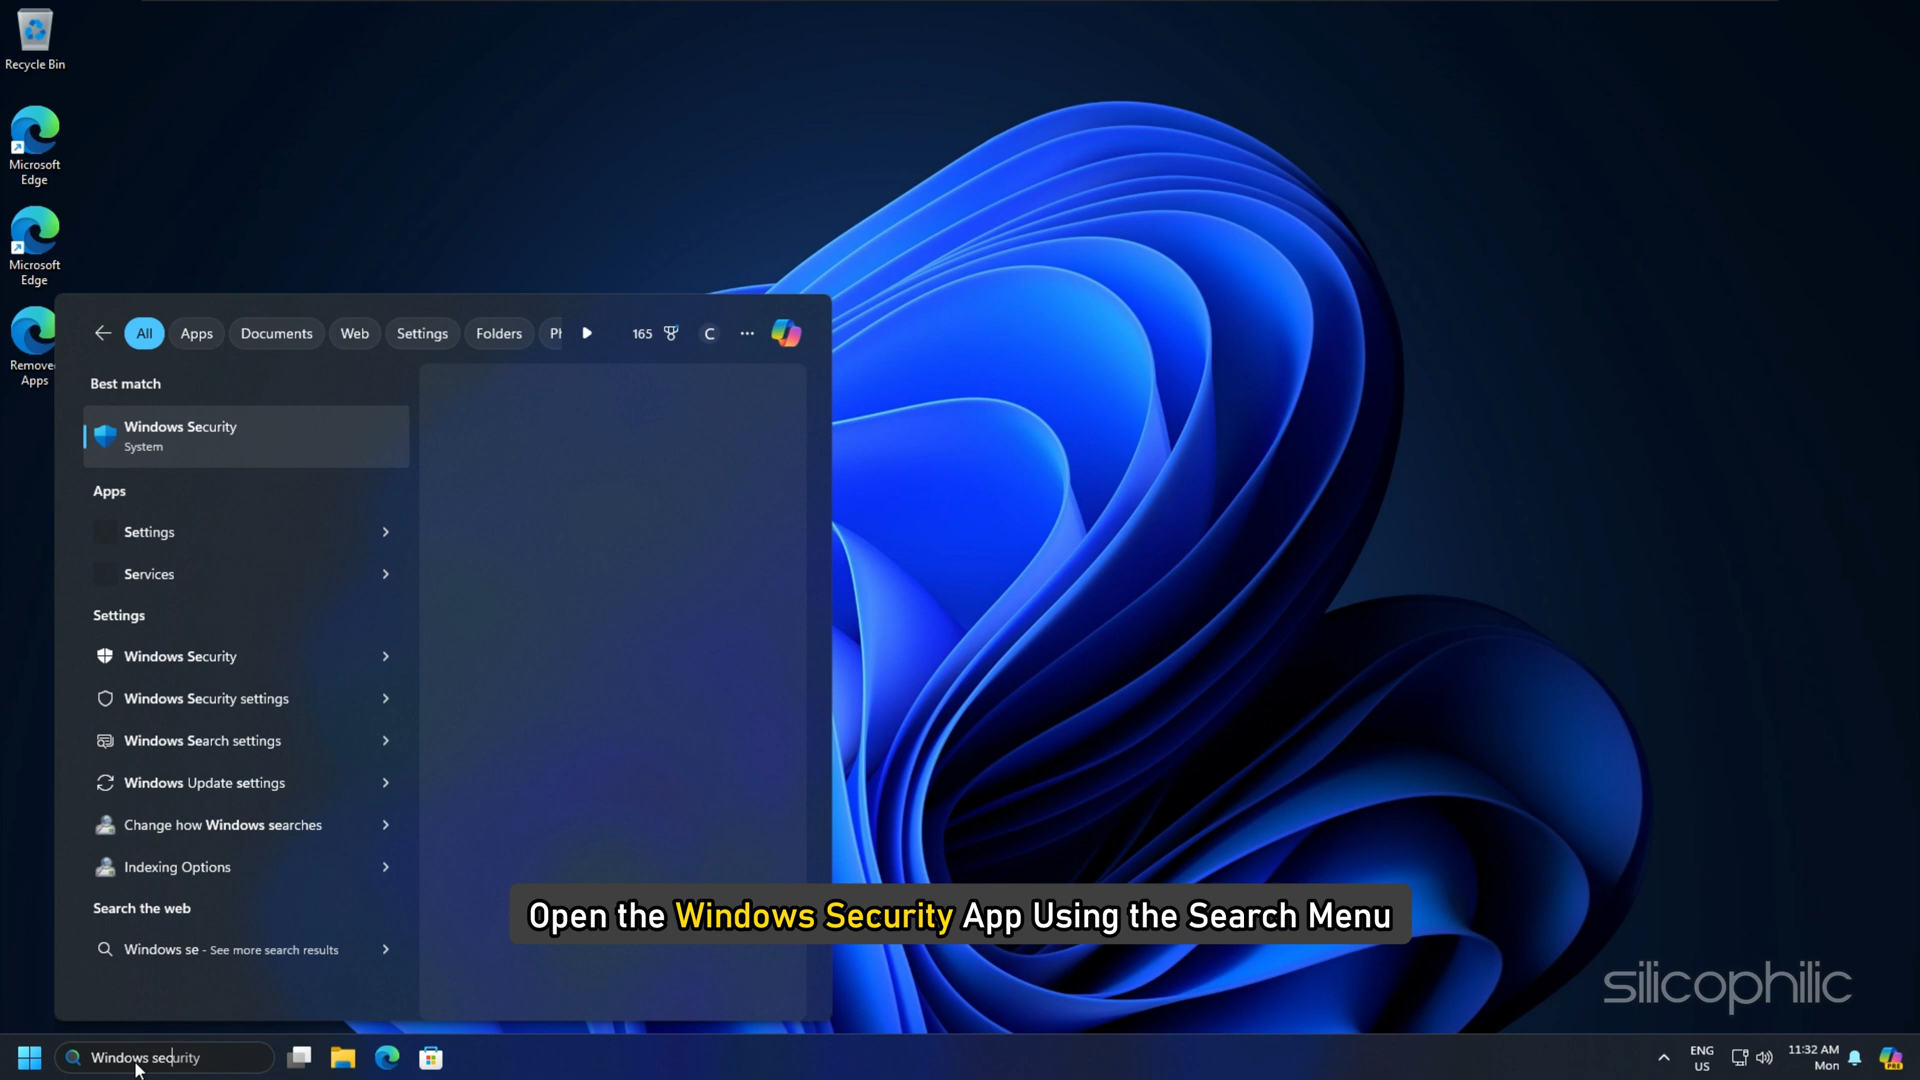 Recycle Bin
Microsoft
Edge
Microsoft
Edge
Remove
Apps
All
Apps
Documents
Web
Settings
Folders
165
C
Best match
Windows Security
System
Apps
Settings
Services
Settings
Windows Security
Windows Security settings
Windows Search settings
Windows Update settings
Change how Windows searches
Indexing Options
Search the web
Windows se - See more search results
Open the Windows Security App Using the Search Menu
silicophilic
Windows security
ENG
US
11:32 AM
Mon
PRE